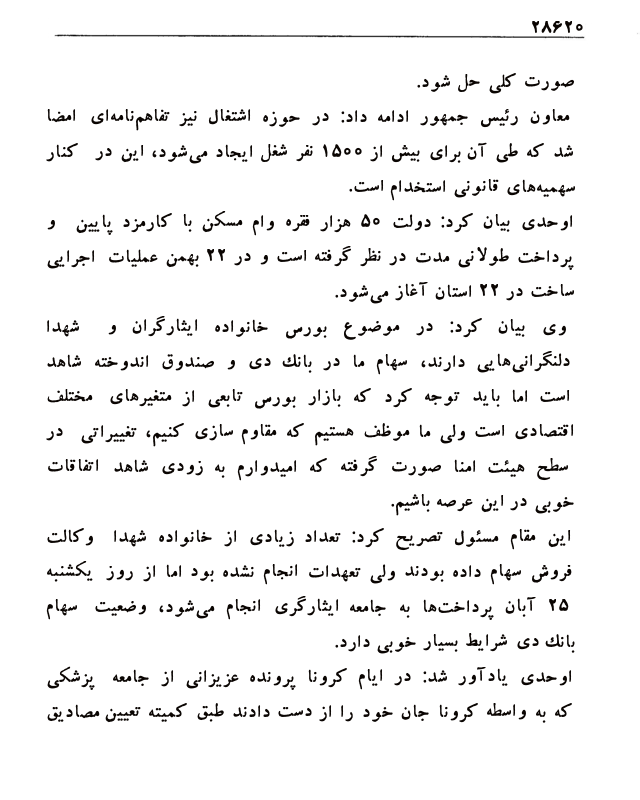 ۲۸۶۲۰
صورت کلی حل شود.
معاون رئیس جمهور ادامه داد: در حوزه اشتغال نیز تفاهم‌نامه‌ای امضا
شد که طی آن برای بیش از ۱۵۰۰ نفر شغل ایجاد می‌شود، این در کنار
سهمیه‌های قانونی استخدام است.
اوحدی بیان کرد: دولت ۵۰ هزار فقره وام مسکن با کارمزد پایین و
پرداخت طولانی مدت در نظر گرفته است و در ۲۲ بهمن عملیات اجرایی
ساخت در ۲۲ استان آغاز می‌شود.
وی بیان کرد: در موضوع بورس خانواده ایثارگران و شهدا
دلنگرانی‌هایی دارند، سهام ما در بانك دی و صندوق اندوخته شاهد
است اما باید توجه کرد که بازار بورس تابعی از متغیرهای مختلف
اقتصادی است ولی ما موظف هستیم که مقاوم سازی کنیم، تغییراتی در
سطح هیئت امنا صورت گرفته که امیدوارم به زودی شاهد اتفاقات
خوبی در این عرصه باشیم.
این مقام مسئول تصریح کرد: تعداد زیادی از خانواده شهدا وکالت
فروش سهام داده بودند ولی تعهدات انجام نشده بود اما از روز یکشنبه
۲۵ آبان پرداخت‌ها به جامعه ایثارگری انجام می‌شود، وضعیت سهام
بانك دی شرایط بسیار خوبی دارد.
اوحدی یادآور شد: در ایام کرونا پرونده عزیزانی از جامعه پزشکی
که به واسطه کرونا جان خود را از دست دادند طبق کمیته تعیین مصادیق